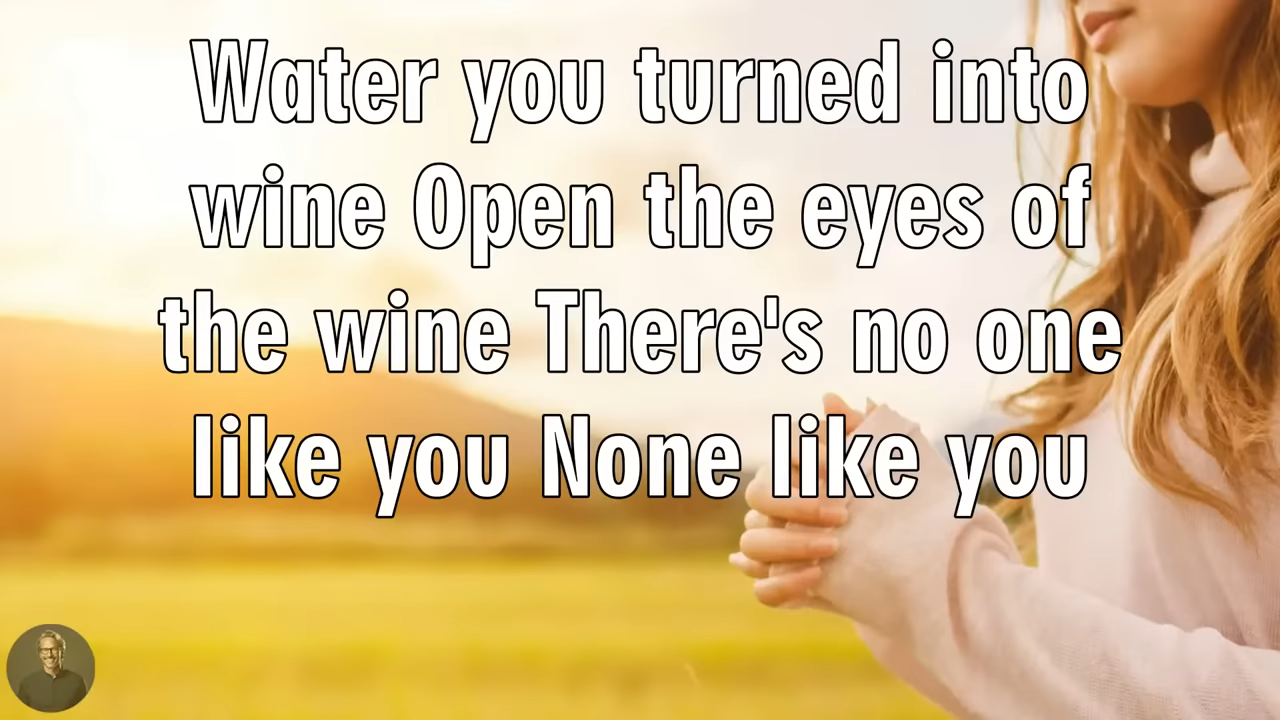 Water you turned into
wine Open the eyes of
the wine There's no one
like you None like you